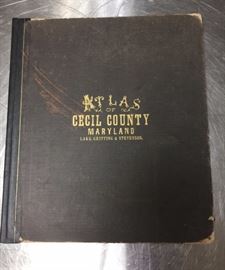 ATLAS
OF
CECIL COUNTY
MARYLAND
LAKE, GRIFFING & STEVENSON.